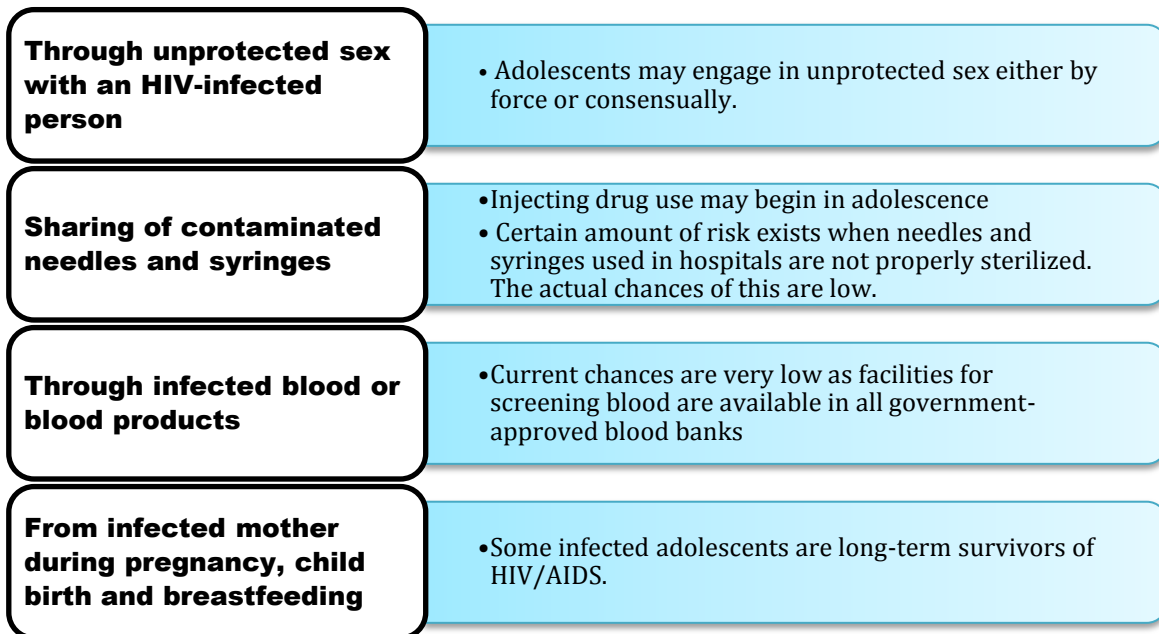 Through unprotected sex
with an HIV-infected
person
• Adolescents may engage in unprotected sex either by
force or consensually.
Sharing of contaminated
needles and syringes
•Injecting drug use may begin in adolescence
• Certain amount of risk exists when needles and
syringes used in hospitals are not properly sterilized.
The actual chances of this are low.
Through infected blood or
blood products
•Current chances are very low as facilities for
screening blood are available in all government-
approved blood banks
From infected mother
during pregnancy, child
birth and breastfeeding
•Some infected adolescents are long-term survivors of
HIV/AIDS.